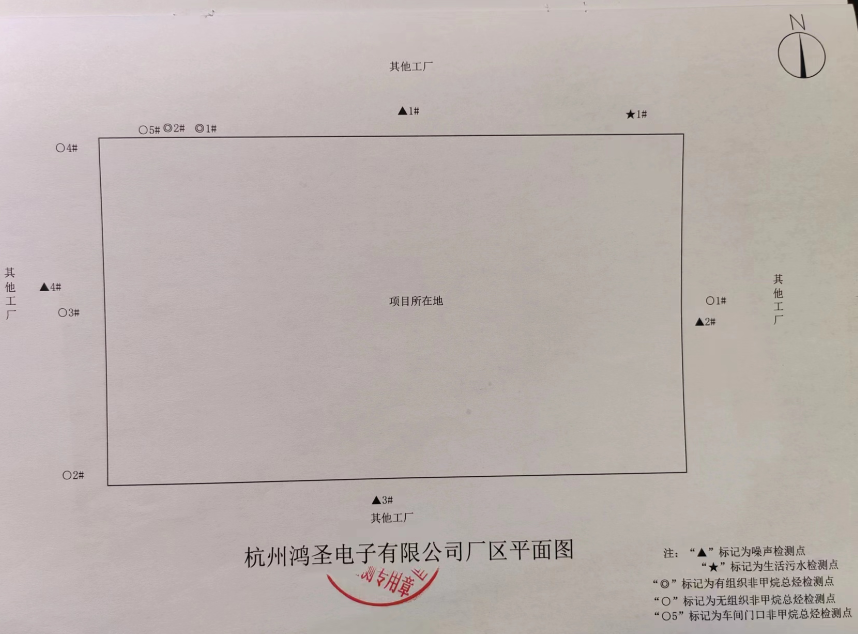 N
其他工厂
▲1#
★1#
○5# ◎2# ◎1#
○4#
其他工厂
▲4#
○3#
项目所在地
○1#
▲2#
其他工厂
○2#
▲3#
其他工厂
杭州鸿圣电子有限公司厂区平面图
测专用章
注：“▲”标记为噪声检测点
“★”标记为生活污水检测点
“◎”标记为有组织非甲烷总烃检测点
“○”标记为无组织非甲烷总烃检测点
“○5”标记为车间门口非甲烷总烃检测点